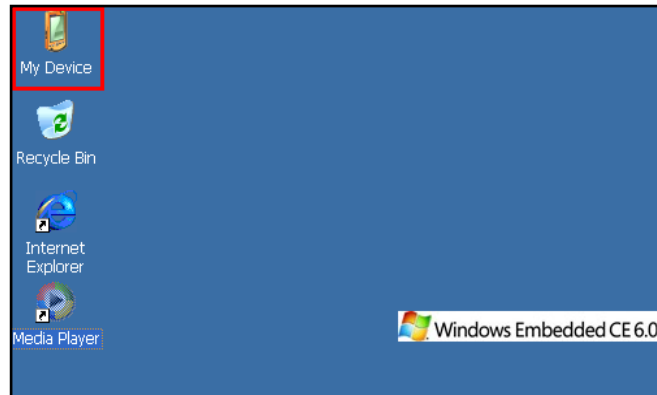 My Device
Recycle Bin
Internet
Explorer
Media Player
Windows Embedded CE 6.0